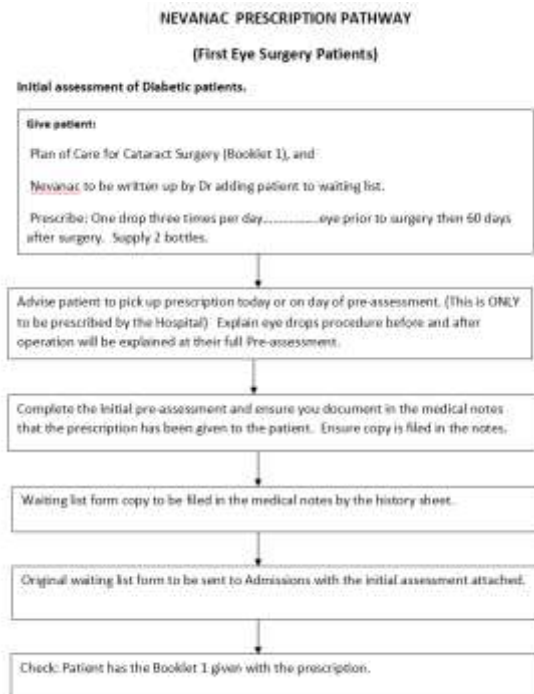 NEVANAC PRESCRIPTION PATHWAY
(First Eye Surgery Patients)
Initial assessment of Diabetic patients.
Give patient:
Plan of Care for Cataract Surgery (Booklet 1), and
Nevanac to be written up by Dr adding patient to waiting list.
Prescribe: One drop three times per day...............eye prior to surgery then 60 days
after surgery. Supply 2 bottles.
Advise patient to pick up prescription today or on day of pre-assessment. (This is ONLY
to be prescribed by the Hospital) Explain eye drops procedure before and after
operation will be explained at their full Pre-assessment.
Complete the initial pre-assessment and ensure you document in the medical notes
that the prescription has been given to the patient. Ensure copy is filed in the notes.
Waiting list form copy to be filed in the medical notes by the history sheet.
Original waiting list form to be sent to Admissions with the initial assessment attached.
Check: Patient has the Booklet 1 given with the prescription.